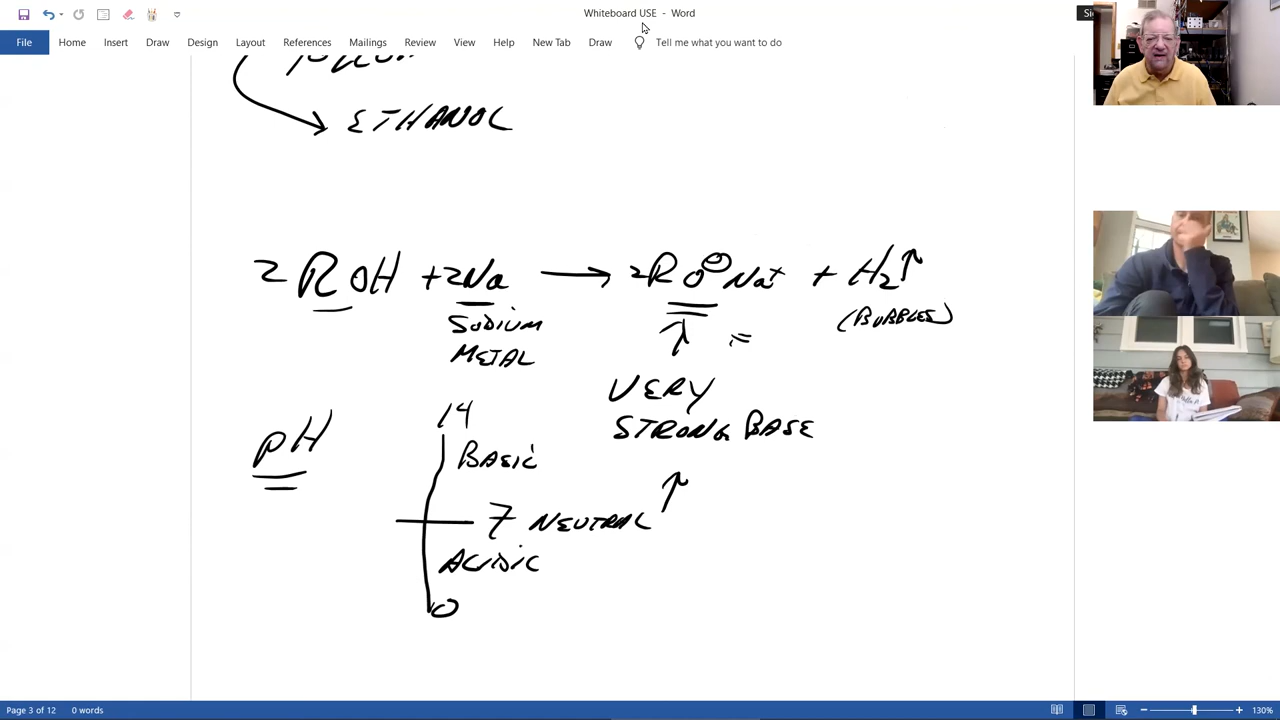 Whiteboard USE - Word
File Home Insert Draw Design Layout References Mailings Review View Help New Tab Draw Tell me what you want to do
ETHANOL
2 ROH + 2Na → 2RO⊖Na+ + H2↑
SODIUM METAL
(BUBBLES)
VERY
STRONG BASE
pH
14
BASIC
7 NEUTRAL ↑
ACIDIC
0
Page 3 of 12 0 words
130%